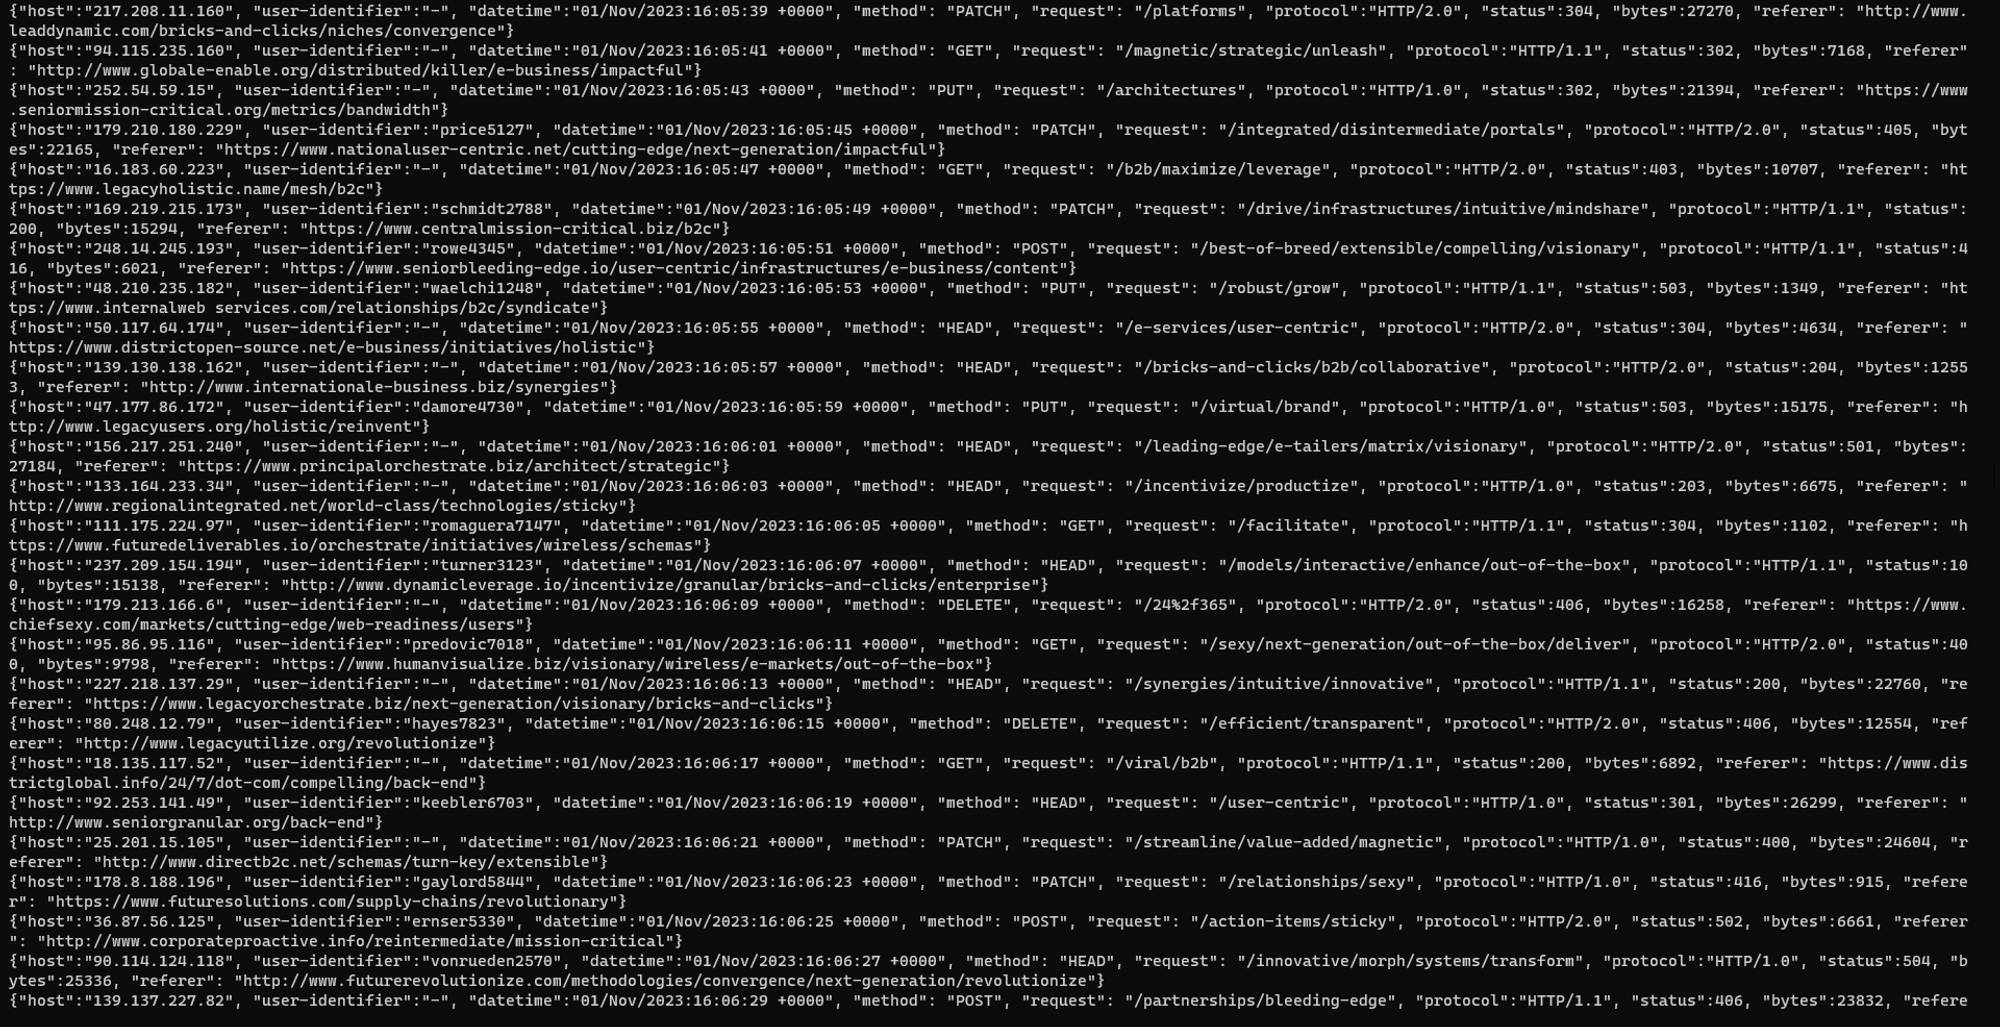 {"host":"217.208.11.160", "user-identifier":"-", "datetime":"01/Nov/2023:16:05:39 +0000", "method": "PATCH", "request": "/platforms", "protocol":"HTTP/2.0", "status":304, "bytes":27270, "referer": "http://www.
leaddynamic.com/bricks-and-clicks/niches/convergence"}
{"host":"94.115.235.160", "user-identifier":"-", "datetime":"01/Nov/2023:16:05:41 +0000", "method": "GET", "request": "/magnetic/strategic/unleash", "protocol":"HTTP/1.1", "status":302, "bytes":7168, "referer"
: "http://www.globale-enable.org/distributed/killer/e-business/impactful"}
{"host":"252.54.59.15", "user-identifier":"-", "datetime":"01/Nov/2023:16:05:43 +0000", "method": "PUT", "request": "/architectures", "protocol":"HTTP/1.0", "status":302, "bytes":21394, "referer": "https://www
.seniormission-critical.org/metrics/bandwidth"}
{"host":"179.210.180.229", "user-identifier":"price5127", "datetime":"01/Nov/2023:16:05:45 +0000", "method": "PATCH", "request": "/integrated/disintermediate/portals", "protocol":"HTTP/2.0", "status":405, "byt
es":22165, "referer": "https://www.nationaluser-centric.net/cutting-edge/next-generation/impactful"}
{"host":"16.183.60.223", "user-identifier":"-", "datetime":"01/Nov/2023:16:05:47 +0000", "method": "GET", "request": "/b2b/maximize/leverage", "protocol":"HTTP/2.0", "status":403, "bytes":10707, "referer": "ht
tps://www.legacyholistic.name/mesh/b2c"}
{"host":"169.219.215.173", "user-identifier":"schmidt2788", "datetime":"01/Nov/2023:16:05:49 +0000", "method": "PATCH", "request": "/drive/infrastructures/intuitive/mindshare", "protocol":"HTTP/1.1", "status":
200, "bytes":15294, "referer": "https://www.centralmission-critical.biz/b2c"}
{"host":"248.14.245.193", "user-identifier":"rowe4345", "datetime":"01/Nov/2023:16:05:51 +0000", "method": "POST", "request": "/best-of-breed/extensible/compelling/visionary", "protocol":"HTTP/1.1", "status":4
16, "bytes":6021, "referer": "https://www.seniorbleeding-edge.io/user-centric/infrastructures/e-business/content"}
{"host":"48.210.235.182", "user-identifier":"waelchi1248", "datetime":"01/Nov/2023:16:05:53 +0000", "method": "PUT", "request": "/robust/grow", "protocol":"HTTP/1.1", "status":503, "bytes":1349, "referer": "ht
tps://www.internalweb services.com/relationships/b2c/syndicate"}
{"host":"50.117.64.174", "user-identifier":"-", "datetime":"01/Nov/2023:16:05:55 +0000", "method": "HEAD", "request": "/e-services/user-centric", "protocol":"HTTP/2.0", "status":304, "bytes":4634, "referer": "
https://www.districtopen-source.net/e-business/initiatives/holistic"}
{"host":"139.130.138.162", "user-identifier":"-", "datetime":"01/Nov/2023:16:05:57 +0000", "method": "HEAD", "request": "/bricks-and-clicks/b2b/collaborative", "protocol":"HTTP/2.0", "status":204, "bytes":1255
3, "referer": "http://www.internationale-business.biz/synergies"}
{"host":"47.177.86.172", "user-identifier":"damore4730", "datetime":"01/Nov/2023:16:05:59 +0000", "method": "PUT", "request": "/virtual/brand", "protocol":"HTTP/1.0", "status":503, "bytes":15175, "referer": "h
ttp://www.legacyusers.org/holistic/reinvent"}
{"host":"156.217.251.240", "user-identifier":"-", "datetime":"01/Nov/2023:16:06:01 +0000", "method": "HEAD", "request": "/leading-edge/e-tailers/matrix/visionary", "protocol":"HTTP/2.0", "status":501, "bytes":
27184, "referer": "https://www.principalorchestrate.biz/architect/strategic"}
{"host":"133.164.233.34", "user-identifier":"-", "datetime":"01/Nov/2023:16:06:03 +0000", "method": "HEAD", "request": "/incentivize/productize", "protocol":"HTTP/1.0", "status":203, "bytes":6675, "referer": "
http://www.regionalintegrated.net/world-class/technologies/sticky"}
{"host":"111.175.224.97", "user-identifier":"romaguera7147", "datetime":"01/Nov/2023:16:06:05 +0000", "method": "GET", "request": "/facilitate", "protocol":"HTTP/1.1", "status":304, "bytes":1102, "referer": "h
ttps://www.futuredeliverables.io/orchestrate/initiatives/wireless/schemas"}
{"host":"237.209.154.194", "user-identifier":"turner3123", "datetime":"01/Nov/2023:16:06:07 +0000", "method": "HEAD", "request": "/models/interactive/enhance/out-of-the-box", "protocol":"HTTP/1.1", "status":10
0, "bytes":15138, "referer": "http://www.dynamicleverage.io/incentivize/granular/bricks-and-clicks/enterprise"}
{"host":"179.213.166.6", "user-identifier":"-", "datetime":"01/Nov/2023:16:06:09 +0000", "method": "DELETE", "request": "/24%2f365", "protocol":"HTTP/2.0", "status":406, "bytes":16258, "referer": "https://www.
chiefsexy.com/markets/cutting-edge/web-readiness/users"}
{"host":"95.86.95.116", "user-identifier":"predovic7018", "datetime":"01/Nov/2023:16:06:11 +0000", "method": "GET", "request": "/sexy/next-generation/out-of-the-box/deliver", "protocol":"HTTP/2.0", "status":40
0, "bytes":9798, "referer": "https://www.humanvisualize.biz/visionary/wireless/e-markets/out-of-the-box"}
{"host":"227.218.137.29", "user-identifier":"-", "datetime":"01/Nov/2023:16:06:13 +0000", "method": "HEAD", "request": "/synergies/intuitive/innovative", "protocol":"HTTP/1.1", "status":200, "bytes":22760, "re
ferer": "https://www.legacyorchestrate.biz/next-generation/visionary/bricks-and-clicks"}
{"host":"80.248.12.79", "user-identifier":"hayes7823", "datetime":"01/Nov/2023:16:06:15 +0000", "method": "DELETE", "request": "/efficient/transparent", "protocol":"HTTP/2.0", "status":406, "bytes":12554, "ref
erer": "http://www.legacyutilize.org/revolutionize"}
{"host":"18.135.117.52", "user-identifier":"-", "datetime":"01/Nov/2023:16:06:17 +0000", "method": "GET", "request": "/viral/b2b", "protocol":"HTTP/1.1", "status":200, "bytes":6892, "referer": "https://www.dis
trictglobal.info/24/7/dot-com/compelling/back-end"}
{"host":"92.253.141.49", "user-identifier":"keebler6703", "datetime":"01/Nov/2023:16:06:19 +0000", "method": "HEAD", "request": "/user-centric", "protocol":"HTTP/1.0", "status":301, "bytes":26299, "referer": "
http://www.seniorgranular.org/back-end"}
{"host":"25.201.15.105", "user-identifier":"-", "datetime":"01/Nov/2023:16:06:21 +0000", "method": "PATCH", "request": "/streamline/value-added/magnetic", "protocol":"HTTP/1.0", "status":400, "bytes":24604, "r
eferer": "http://www.directb2c.net/schemas/turn-key/extensible"}
{"host":"178.8.188.196", "user-identifier":"gaylord5844", "datetime":"01/Nov/2023:16:06:23 +0000", "method": "PATCH", "request": "/relationships/sexy", "protocol":"HTTP/1.0", "status":416, "bytes":915, "refere
r": "https://www.futuresolutions.com/supply-chains/revolutionary"}
{"host":"36.87.56.125", "user-identifier":"ernser5330", "datetime":"01/Nov/2023:16:06:25 +0000", "method": "POST", "request": "/action-items/sticky", "protocol":"HTTP/2.0", "status":502, "bytes":6661, "referer
": "http://www.corporateproactive.info/reintermediate/mission-critical"}
{"host":"90.114.124.118", "user-identifier":"vonrueden2570", "datetime":"01/Nov/2023:16:06:27 +0000", "method": "HEAD", "request": "/innovative/morph/systems/transform", "protocol":"HTTP/1.0", "status":504, "b
ytes":25336, "referer": "http://www.futurerevolutionize.com/methodologies/convergence/next-generation/revolutionize"}
{"host":"139.137.227.82", "user-identifier":"-", "datetime":"01/Nov/2023:16:06:29 +0000", "method": "POST", "request": "/partnerships/bleeding-edge", "protocol":"HTTP/1.1", "status":406, "bytes":23832, "refere